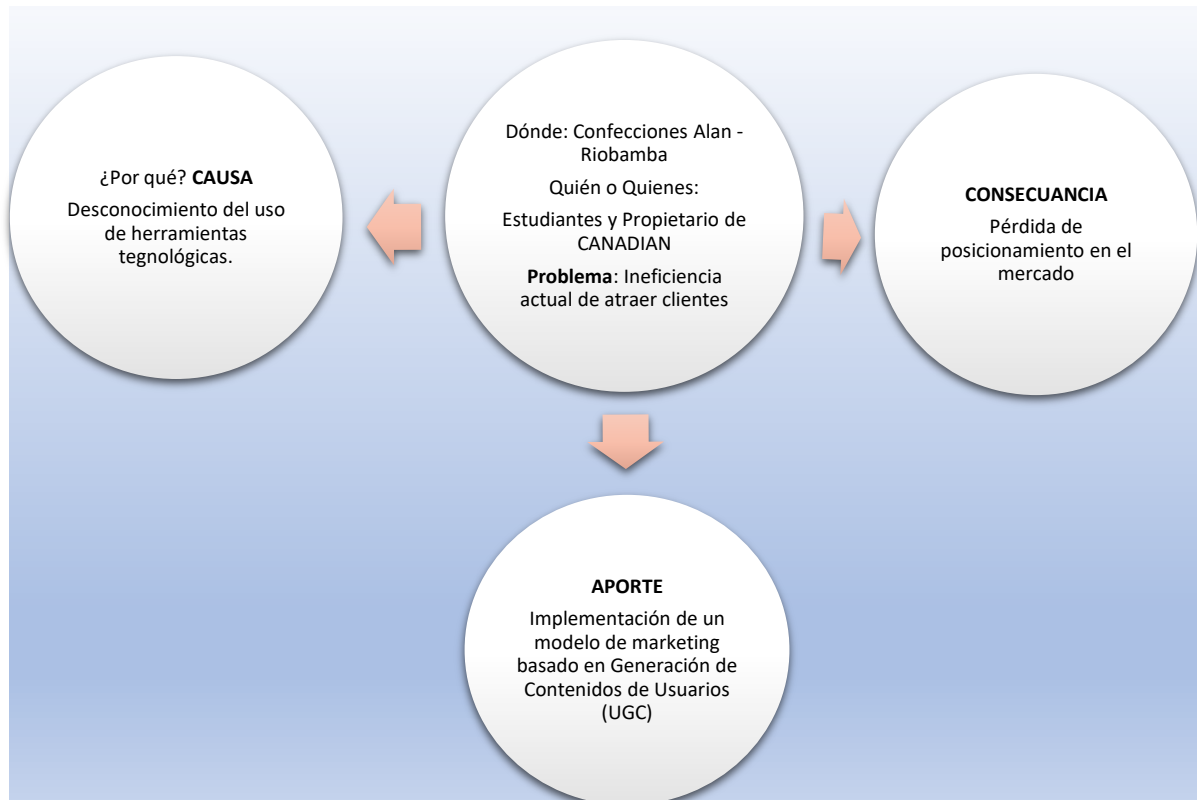 ¿Por qué? CAUSA
Desconocimiento del uso
de herramientas
tegnológicas.
Dónde: Confecciones Alan -
Riobamba
Quién o Quienes:
Estudiantes y Propietario de
CANADIAN
Problema: Ineficiencia
actual de atraer clientes
CONSECUANCIA
Pérdida de
posicionamiento en el
mercado
APORTE
Implementación de un
modelo de marketing
basado en Generación de
Contenidos de Usuarios
(UGC)